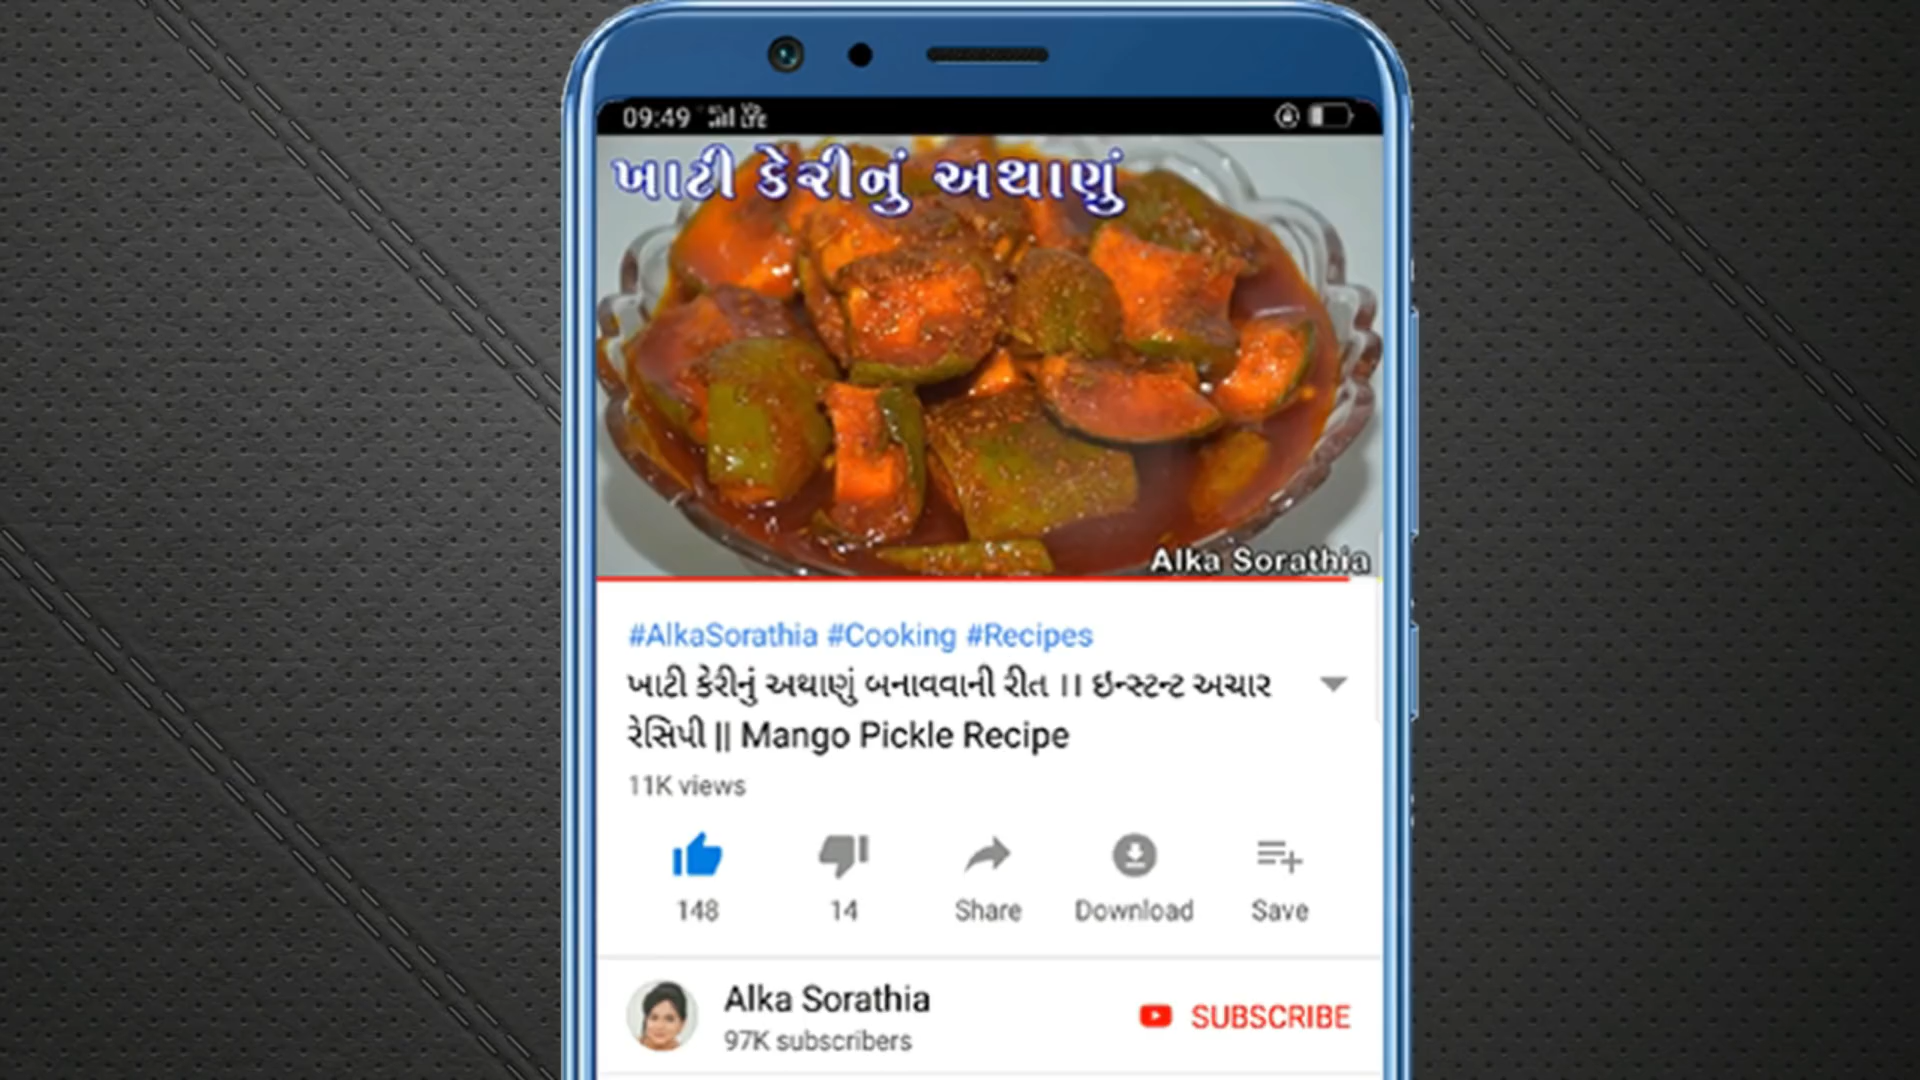 09:49
ખાટી કેરીનું અથાણું
Alka Sorathia
#AlkaSorathia #Cooking #Recipes
ખાટી કેરીનું અથાણું બનાવવાની રીત ।। ઇન્સ્ટન્ટ અચાર
રેસિપી || Mango Pickle Recipe
11K views
148 14 Share Download Save
Alka Sorathia
97K subscribers
SUBSCRIBE